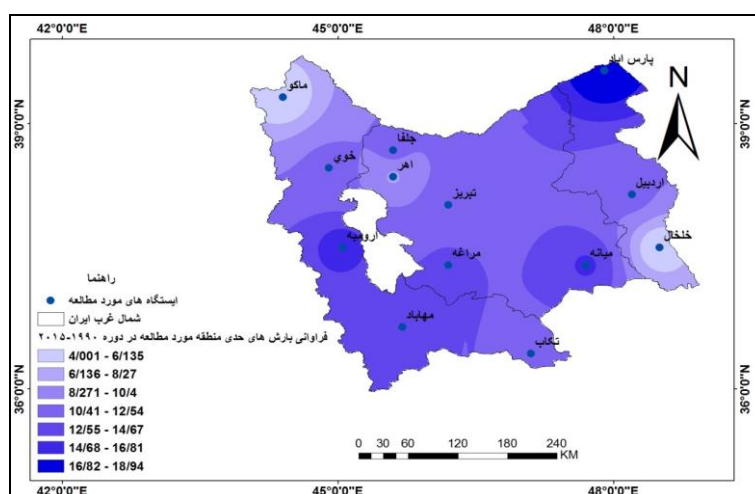 42°0'0"E 45°0'0"E 48°0'0"E
پارس اباد
N
ماکو
39°0'0"N 39°0'0"N
جلفا
خوي
اهر
اردبیل
تبریز
ارومیه
خلخال
مراغه
میانه
راهنما
ایستگاه های مورد مطالعه
مهاباد
شمال غرب ایران
تکاب
فراوانی بارش های حدی منطقه مورد مطالعه در دوره ۱۹۹۰-۲۰۱۵
4/001 - 6/135
6/136 - 8/27
36°0'0"N 36°0'0"N
8/271 - 10/4
10/41 - 12/54
12/55 - 14/67
14/68 - 16/81
16/82 - 18/94
0 30 60 120 180 240
KM
42°0'0"E 45°0'0"E 48°0'0"E